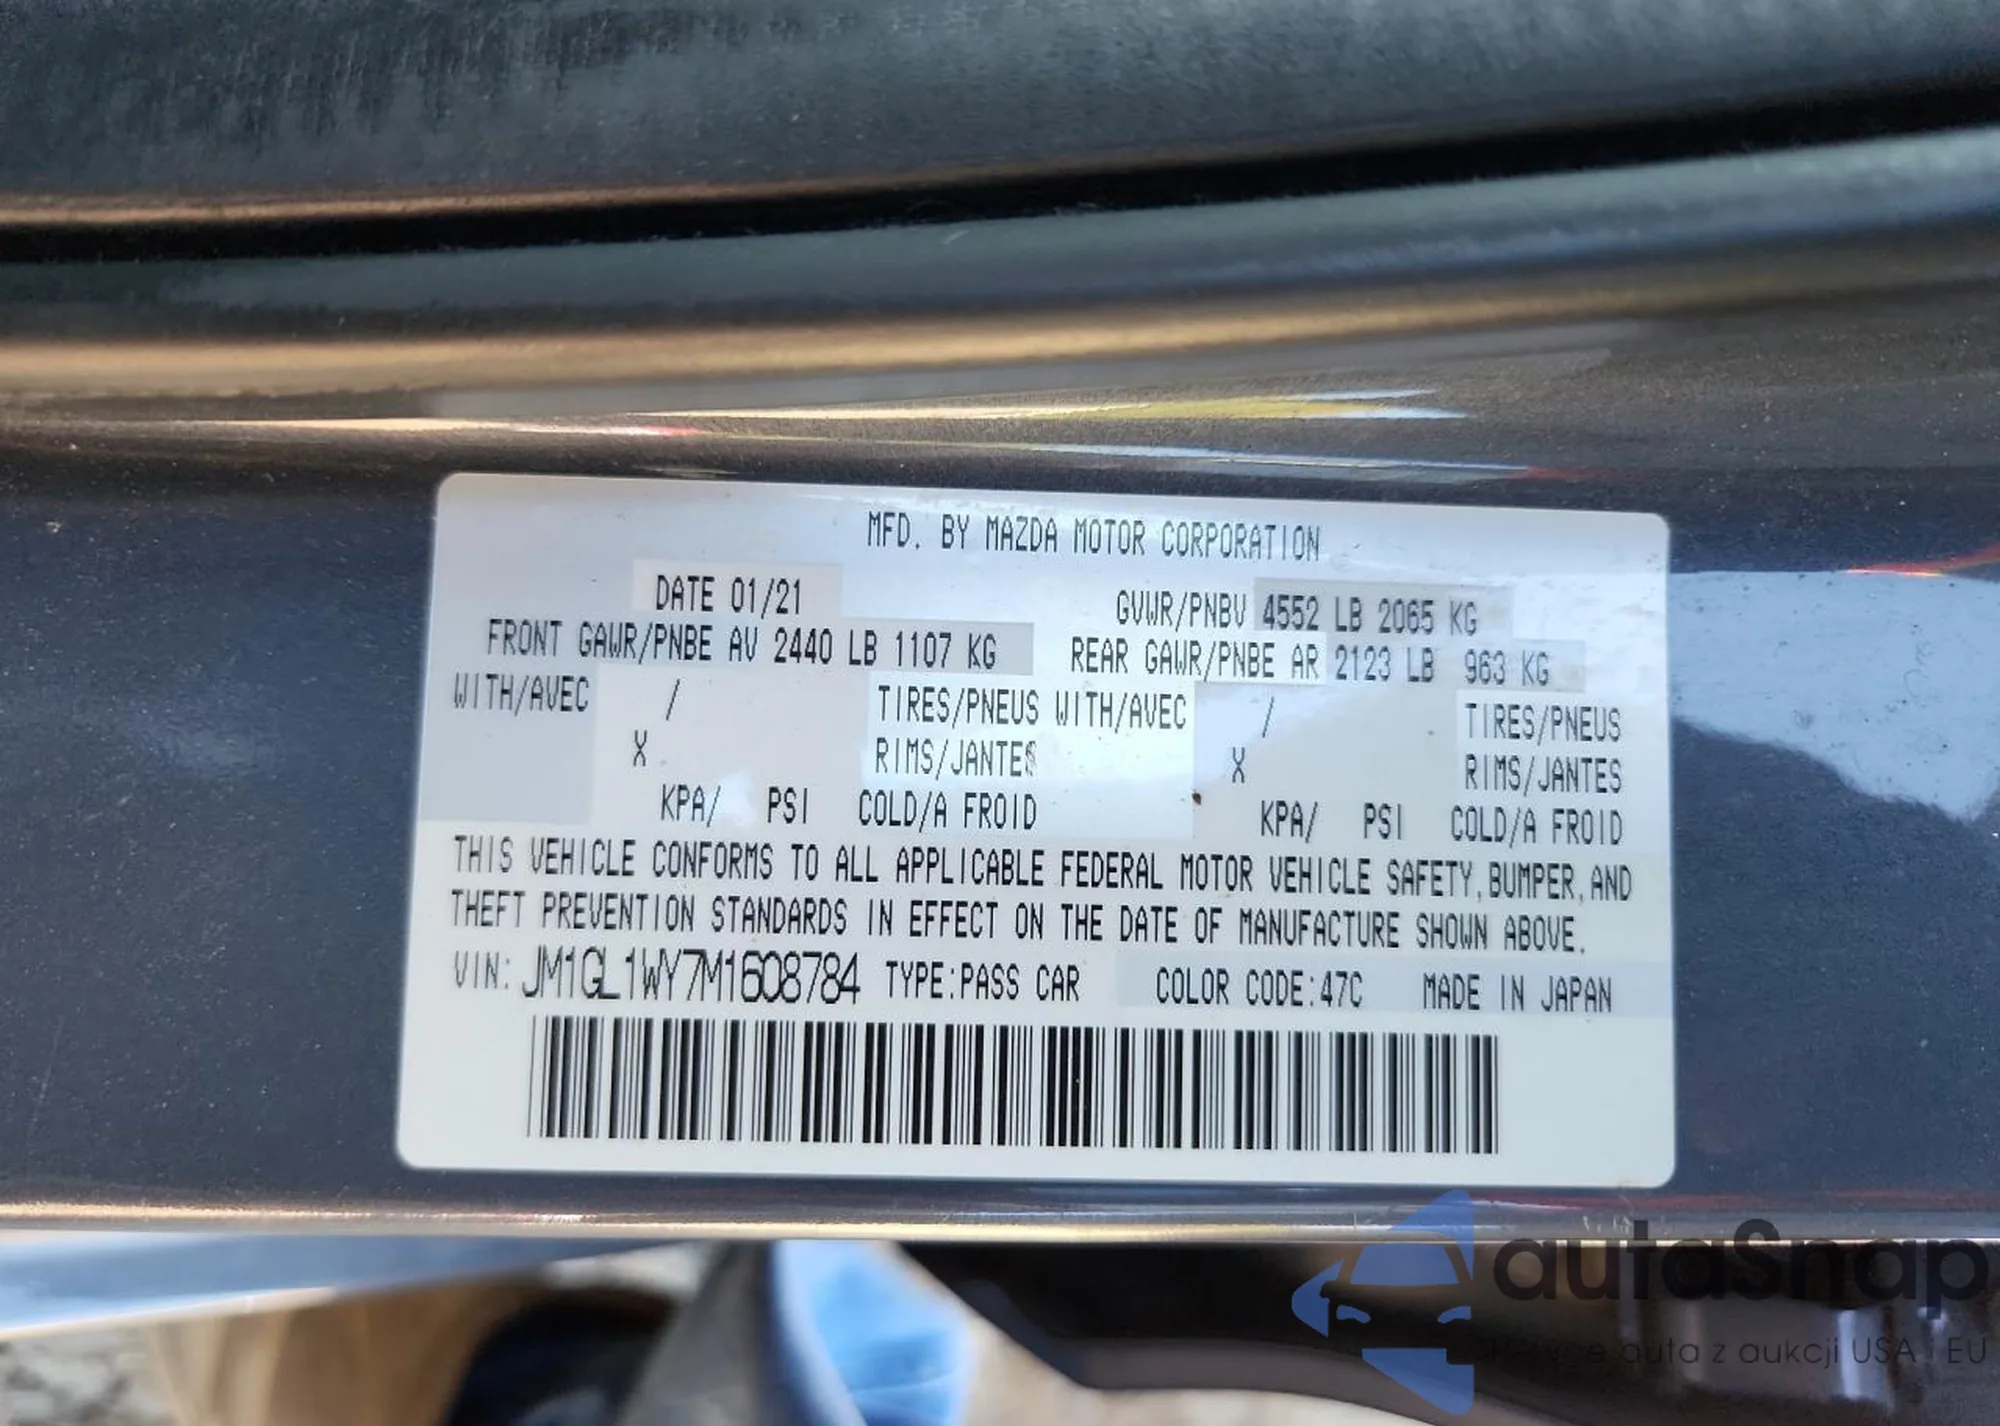 MFD. BY MAZDA MOTOR CORPORATION
DATE 01/21 GVWR/PNBV 4552 LB 2065 KG
FRONT GAWR/PNBE AV 2440 LB 1107 KG REAR GAWR/PNBE AR 2123 LB 963 KG
WITH/AVEC / TIRES/PNEUS WITH/AVEC / TIRES/PNEUS
X RIMS/JANTES X RIMS/JANTES
KPA/ PSI COLD/A FROID KPA/ PSI COLD/A FROID
THIS VEHICLE CONFORMS TO ALL APPLICABLE FEDERAL MOTOR VEHICLE SAFETY, BUMPER, AND
THEFT PREVENTION STANDARDS IN EFFECT ON THE DATE OF MANUFACTURE SHOWN ABOVE.
VIN: JM1GL1WY7M1608784 TYPE:PASS CAR COLOR CODE:47C MADE IN JAPAN
autaSnap
auta z aukcji USA i EU